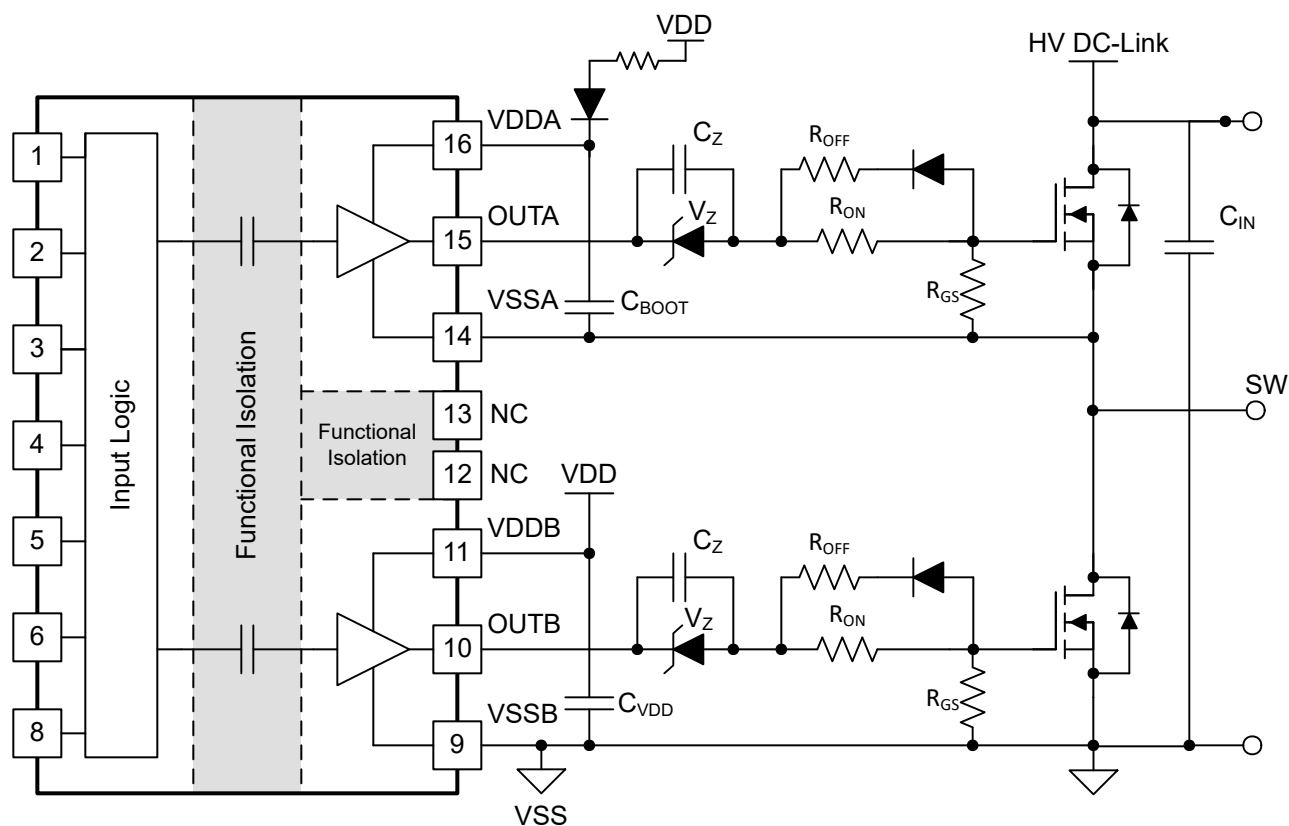 VDD
HV DC-Link
VDDA
16
1
C_Z
R_OFF
OUTA
V_Z
R_ON
C_IN
15
2
VSSA
C_BOOT
R_GS
14
3
Functional Isolation
Input Logic
SW
13
NC
4
Functional
Isolation
12
NC
VDD
VDDB
11
5
C_Z
R_OFF
OUTB
V_Z
R_ON
10
6
VSSB
C_VDD
R_GS
9
8
VSS